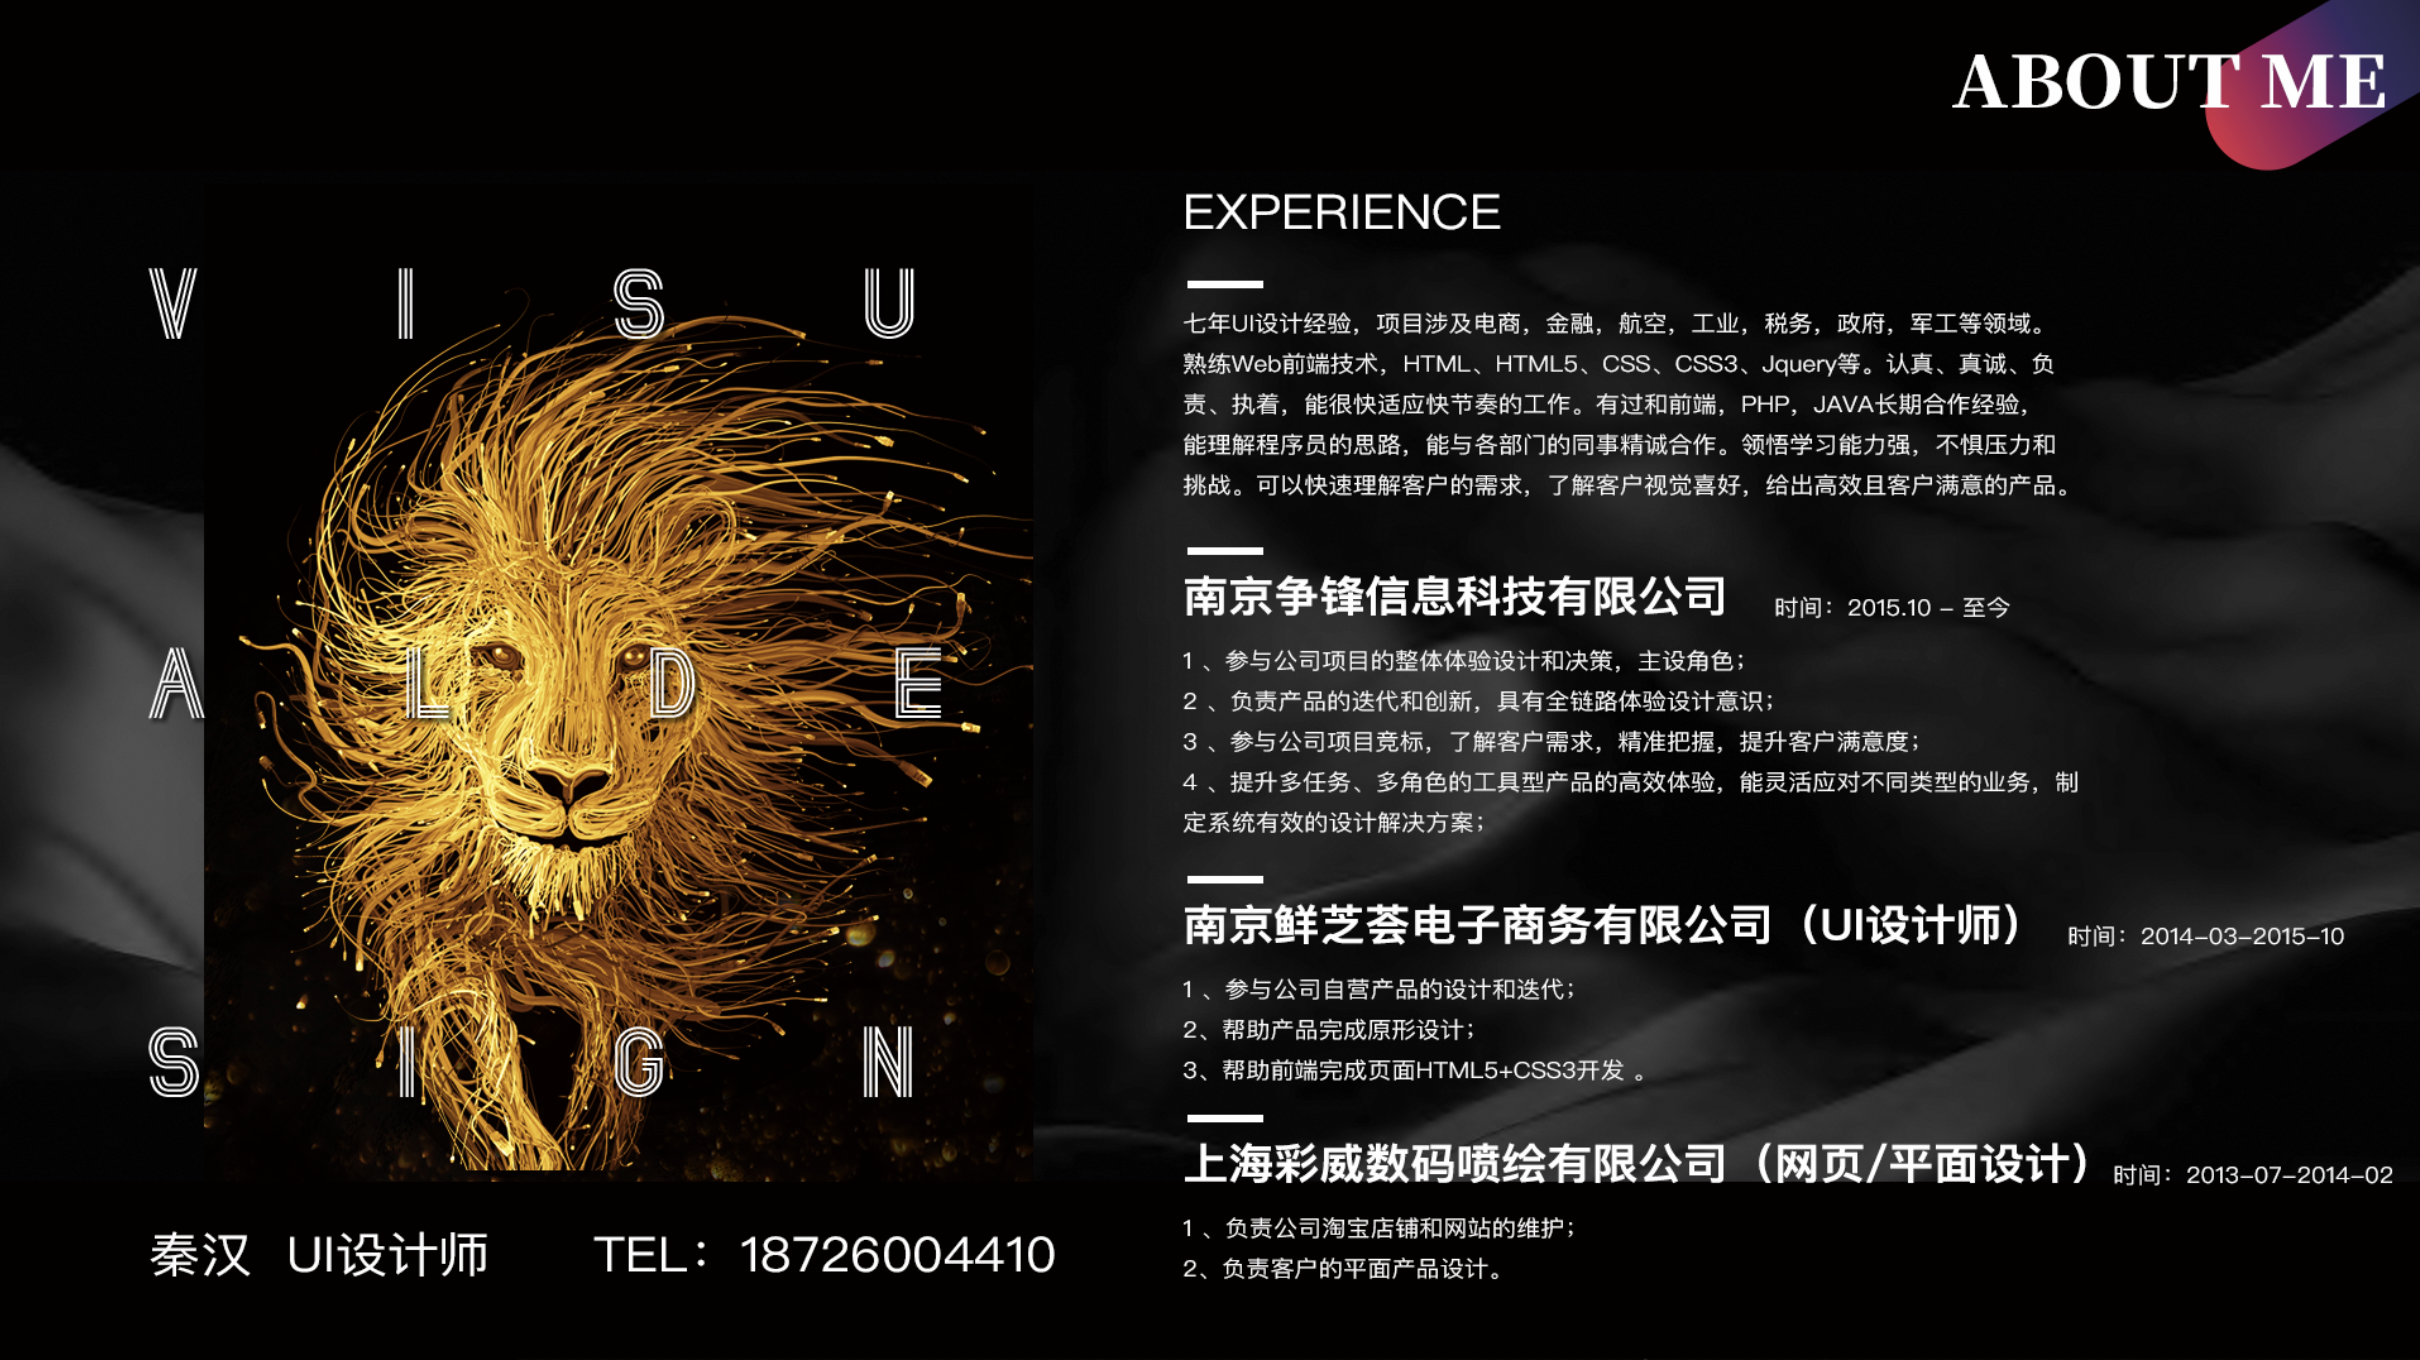 ABOUT ME
V I S U
A L D E
S I G N
秦汉 UI设计师 TEL：18726004410
EXPERIENCE
七年UI设计经验，项目涉及电商，金融，航空，工业，税务，政府，军工等领域。
熟练Web前端技术，HTML、HTML5、CSS、CSS3、Jquery等。认真、真诚、负
责、执着，能很快适应快节奏的工作。有过和前端，PHP，JAVA长期合作经验，
能理解程序员的思路，能与各部门的同事精诚合作。领悟学习能力强，不惧压力和
挑战。可以快速理解客户的需求，了解客户视觉喜好，给出高效且客户满意的产品。
南京争锋信息科技有限公司 时间：2015.10 – 至今
1 、参与公司项目的整体体验设计和决策，主设角色；
2 、负责产品的迭代和创新，具有全链路体验设计意识；
3 、参与公司项目竞标，了解客户需求，精准把握，提升客户满意度；
4 、提升多任务、多角色的工具型产品的高效体验，能灵活应对不同类型的业务，制
定系统有效的设计解决方案；
南京鲜芝荟电子商务有限公司（UI设计师） 时间：2014–03–2015–10
1 、参与公司自营产品的设计和迭代；
2、帮助产品完成原形设计；
3、帮助前端完成页面HTML5+CSS3开发 。
上海彩威数码喷绘有限公司（网页/平面设计） 时间：2013–07–2014–02
1 、负责公司淘宝店铺和网站的维护；
2、负责客户的平面产品设计。